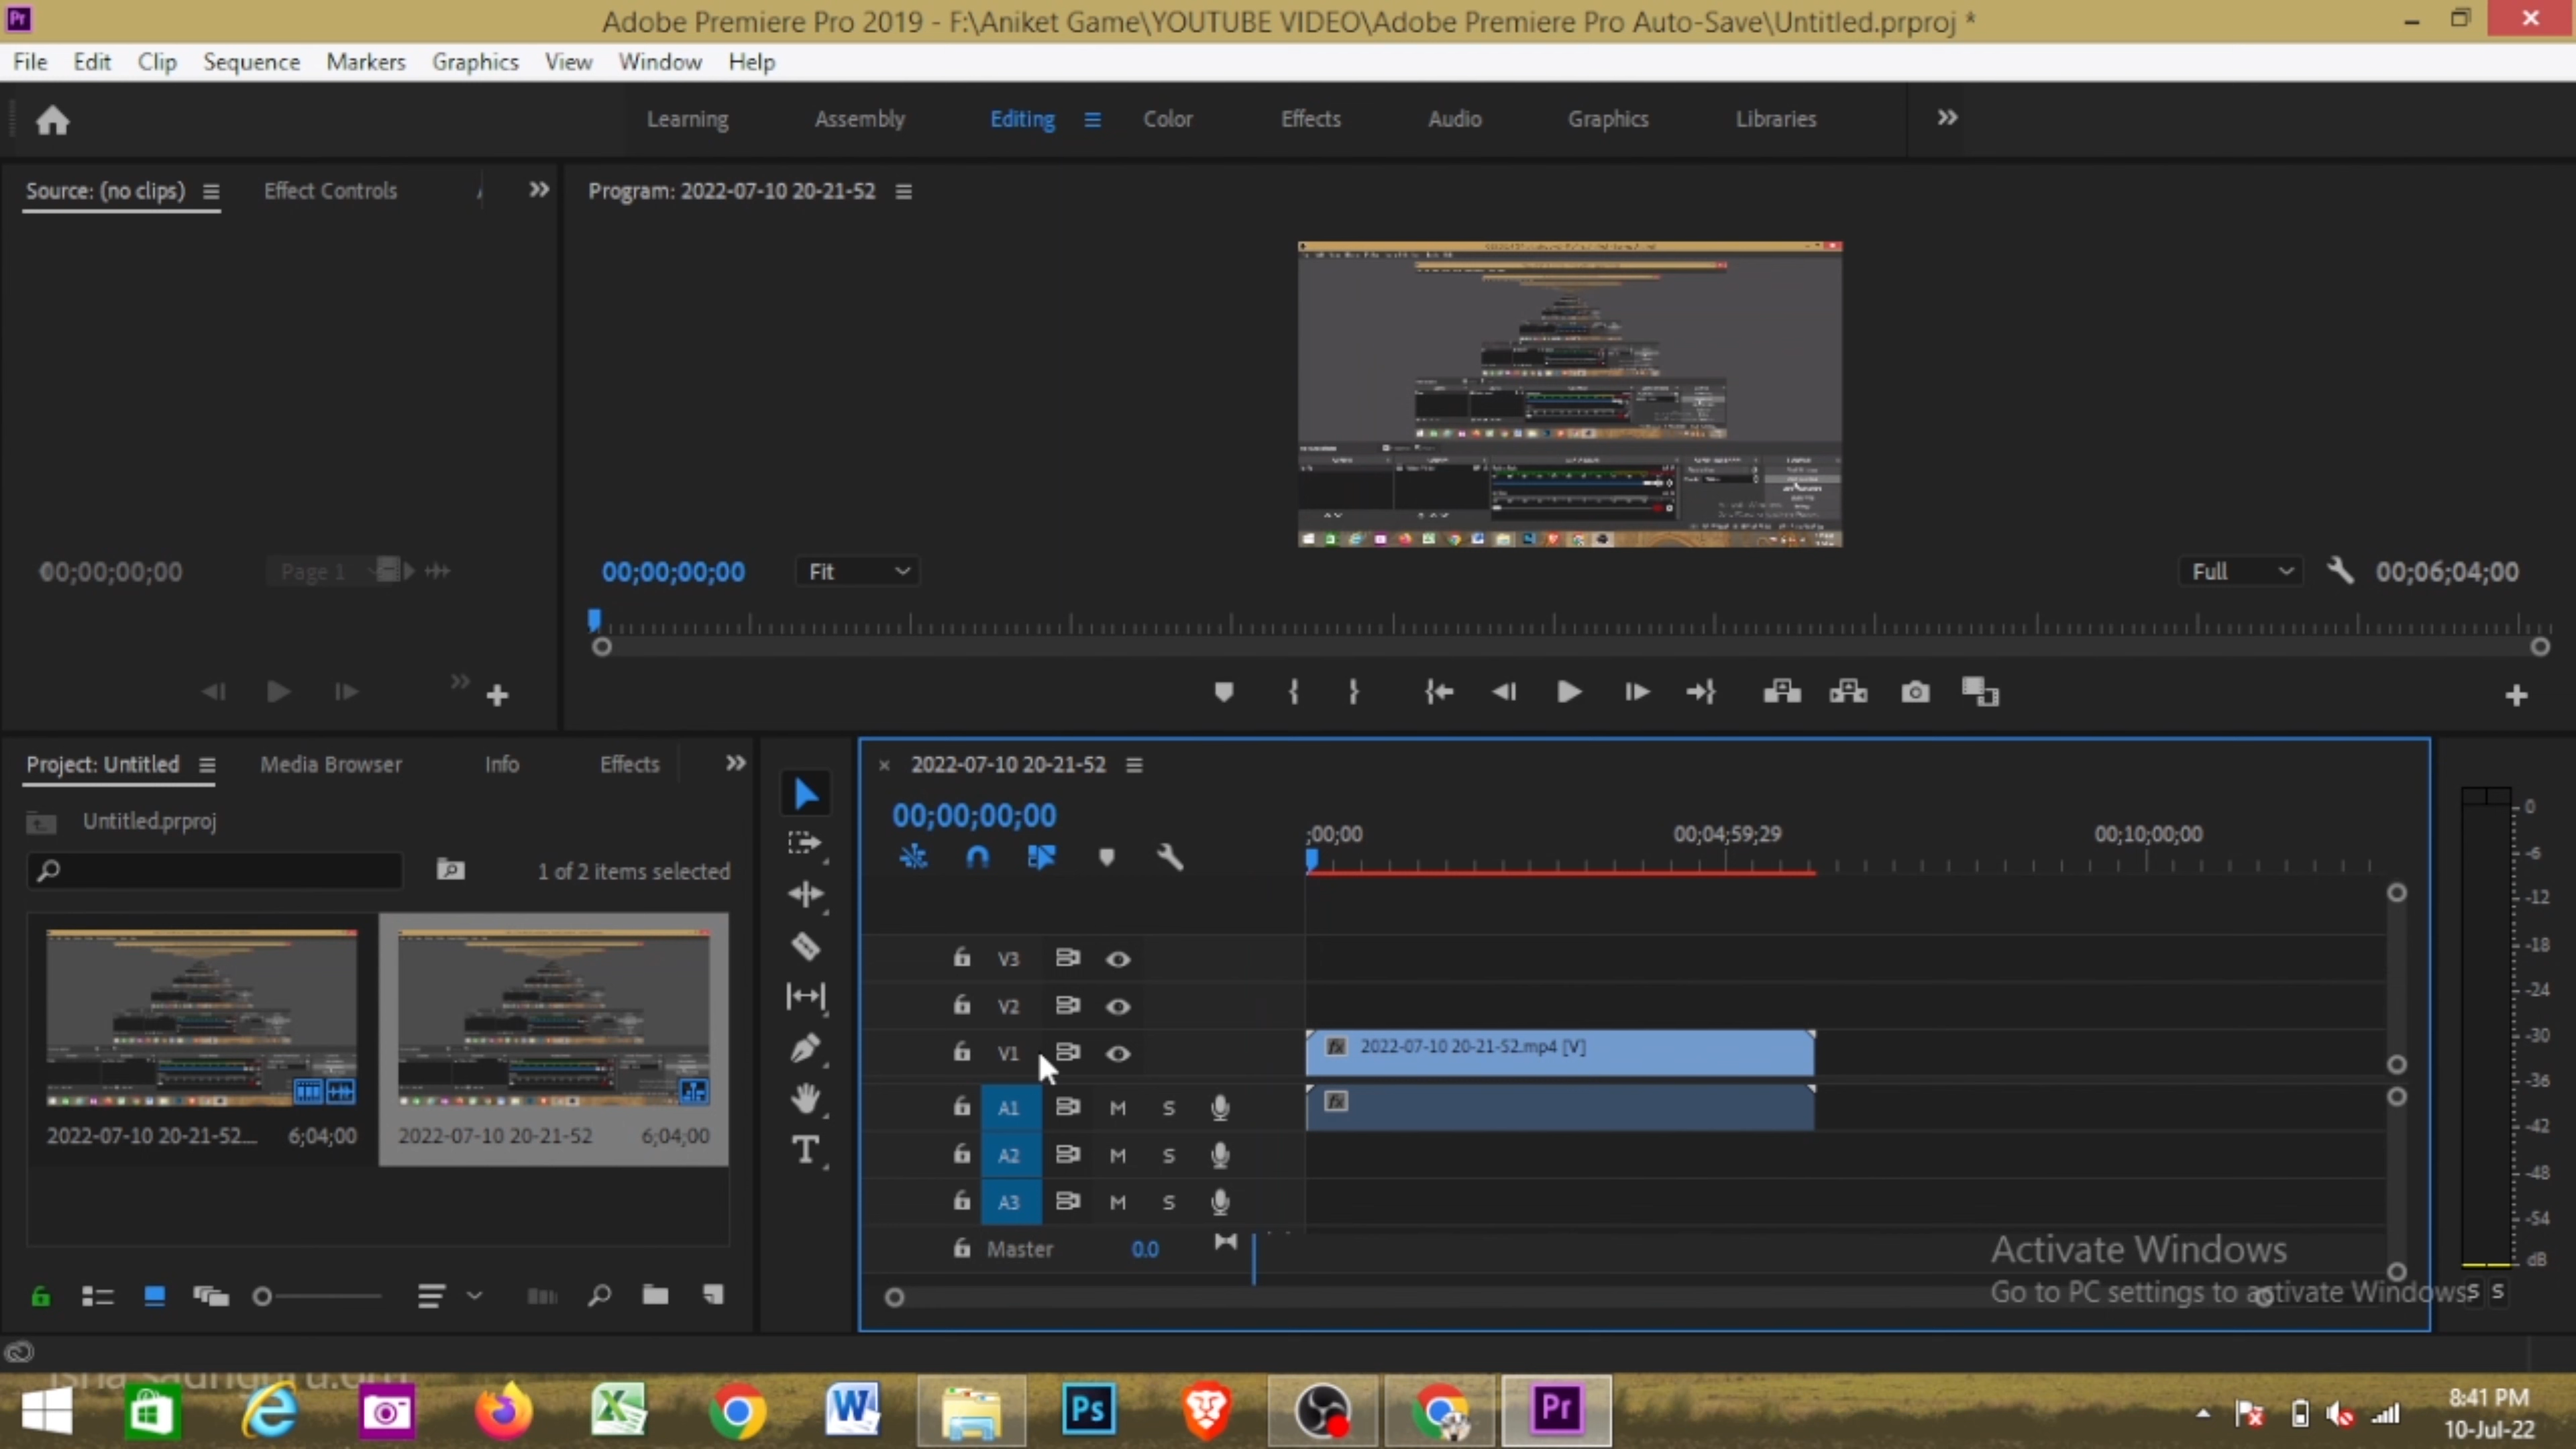 Adobe Premiere Pro 2019 - F:\Aniket Game\YOUTUBE VIDEO\Adobe Premiere Pro Auto-Save\Untitled.prproj *
File Edit Clip Sequence Markers Graphics View Window Help
Learning Assembly Editing Color Effects Audio Graphics Libraries
Source: (no clips) Effect Controls
Program: 2022-07-10 20-21-52
00;00;00;00 Page 1
00;00;00;00 Fit Full 00;06;04;00
Project: Untitled Media Browser Info Effects
Untitled.prproj
1 of 2 items selected
2022-07-10 20-21-52... 6;04;00
2022-07-10 20-21-52 6;04;00
2022-07-10 20-21-52
00;00;00;00
;00;00 00;04;59;29 00;10;00;00
V3
V2
V1 fx 2022-07-10 20-21-52.mp4 [V]
A1 M S fx
A2 M S
A3 M S
Master 0.0
0
-6
-12
-18
-24
-30
-36
-42
-48
-54
dB
S S
Activate Windows
Go to PC settings to activate Windows.
Ps Pr
8:41 PM
10-Jul-22